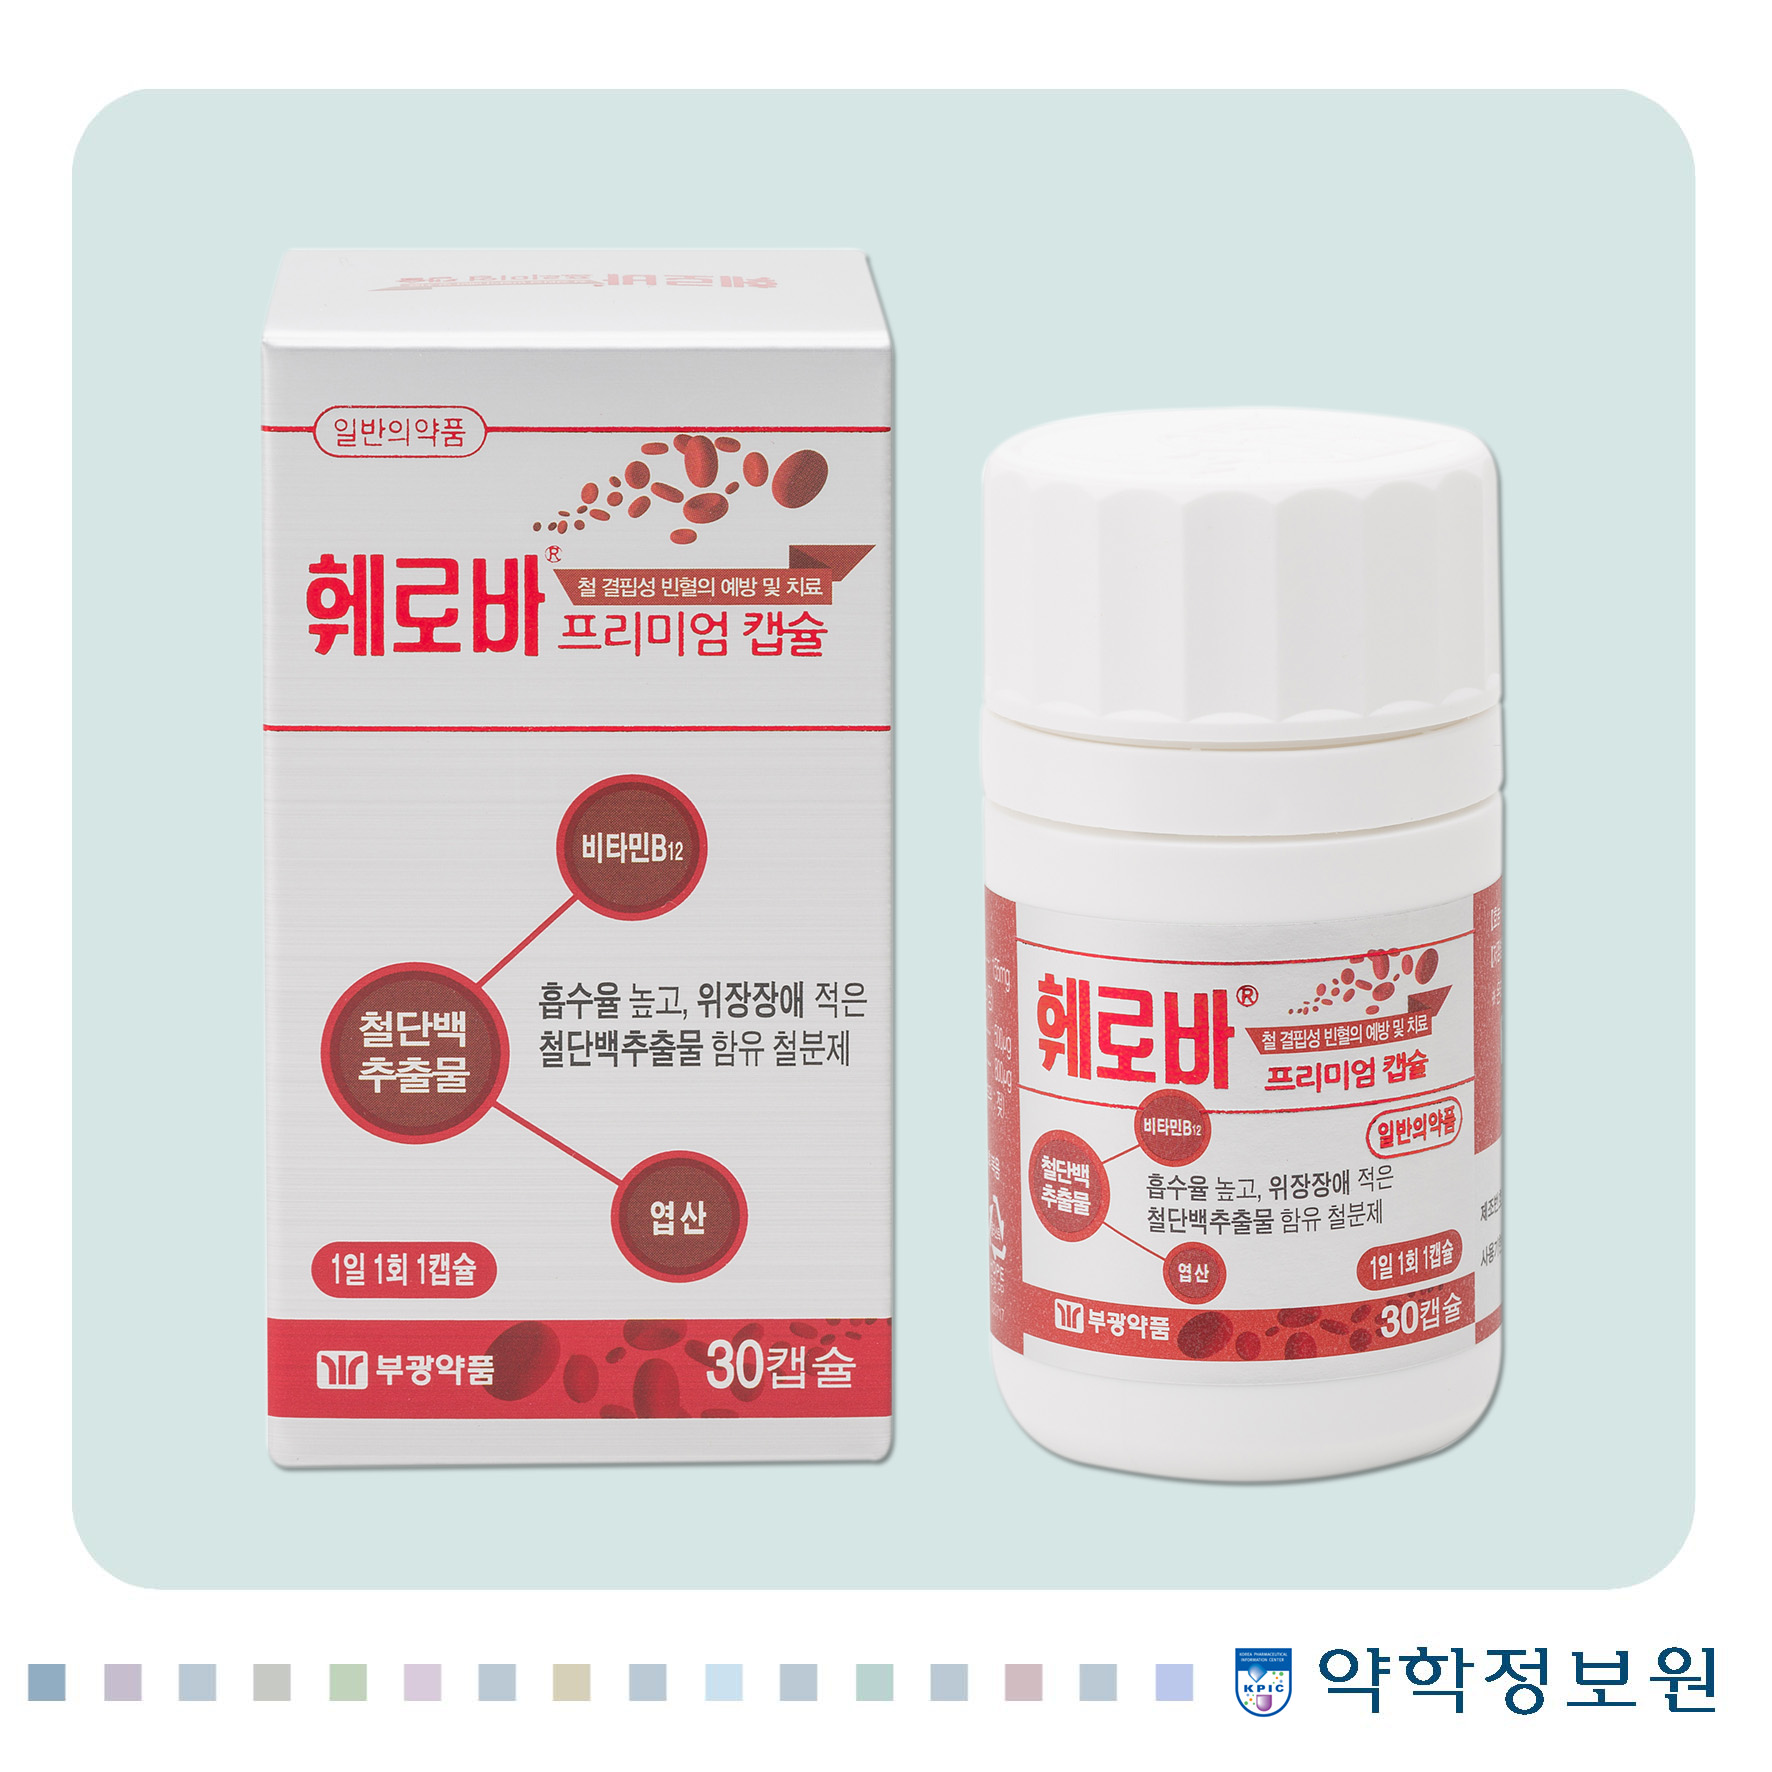 일반의약품
훼로바®
철 결핍성 빈혈의 예방 및 치료
프리미엄 캡슐
비타민B12
철단백
추출물
흡수율 높고, 위장장애 적은
철단백추출물 함유 철분제
엽산
1일 1회 1캡슐
부광약품
30캡슐
훼로바®
철 결핍성 빈혈의 예방 및 치료
프리미엄 캡슐
일반의약품
비타민B12
철단백
추출물
흡수율 높고, 위장장애 적은
철단백추출물 함유 철분제
엽산
1일 1회 1캡슐
부광약품
30캡슐
KOREA PHARMACEUTICAL
INFORMATION CENTER
KPIC
약학정보원